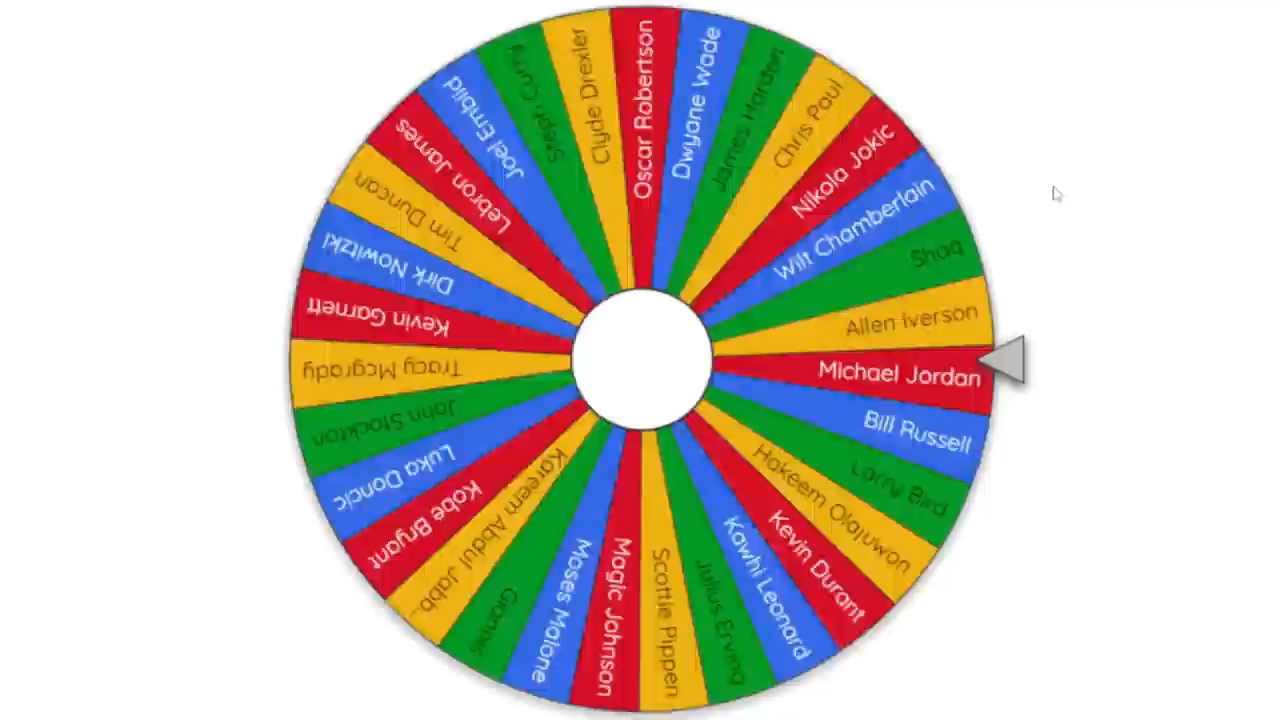 Oscar Robertson
Dwyane Wade
James Harden
Chris Paul
Nikola Jokic
Wilt Chamberlain
Shaq
Allen Iverson
Michael Jordan
Bill Russell
Larry Bird
Hakeem Olajuwon
Kevin Durant
Kawhi Leonard
Julius Erving
Scottie Pippen
Magic Johnson
Moses Malone
Giannis
Kareem Abdul Jabb...
Kobe Bryant
Luka Doncic
John Stockton
Tracy Mcgrady
Kevin Garnett
Dirk Nowitzki
Tim Duncan
Lebron James
Joel Embiid
Steph Curry
Clyde Drexler